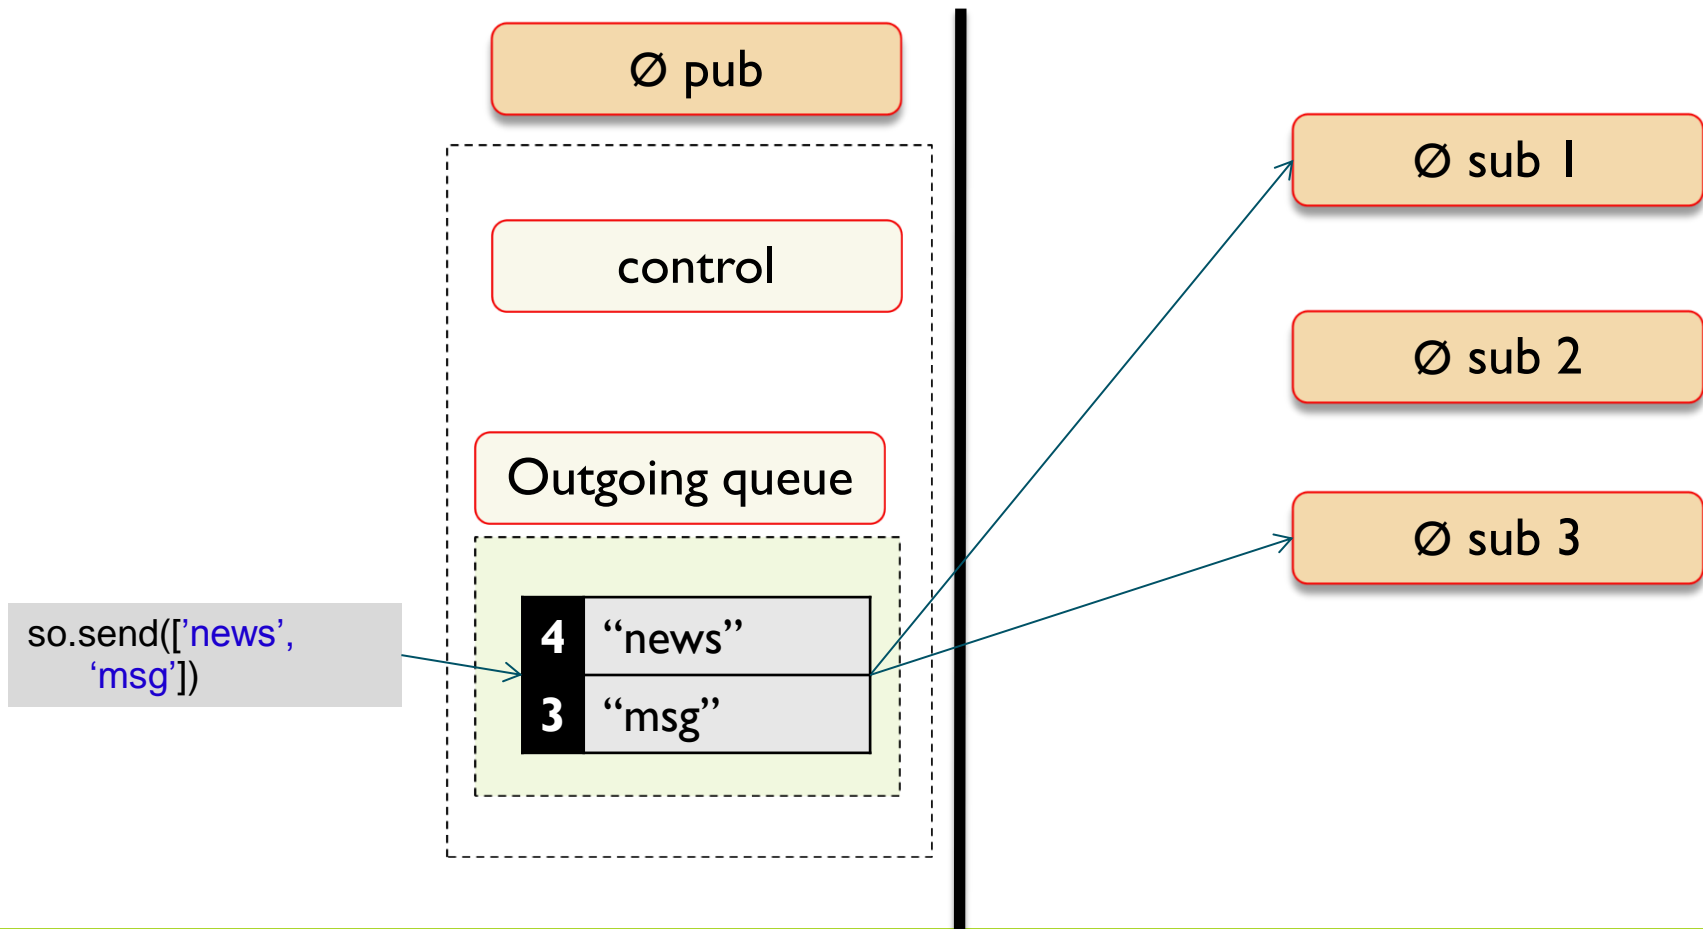 Ø pub
Ø sub 1
control
Ø sub 2
Outgoing queue
Ø sub 3
so.send(['news’,
‘msg’])
4 “news”
3 “msg”